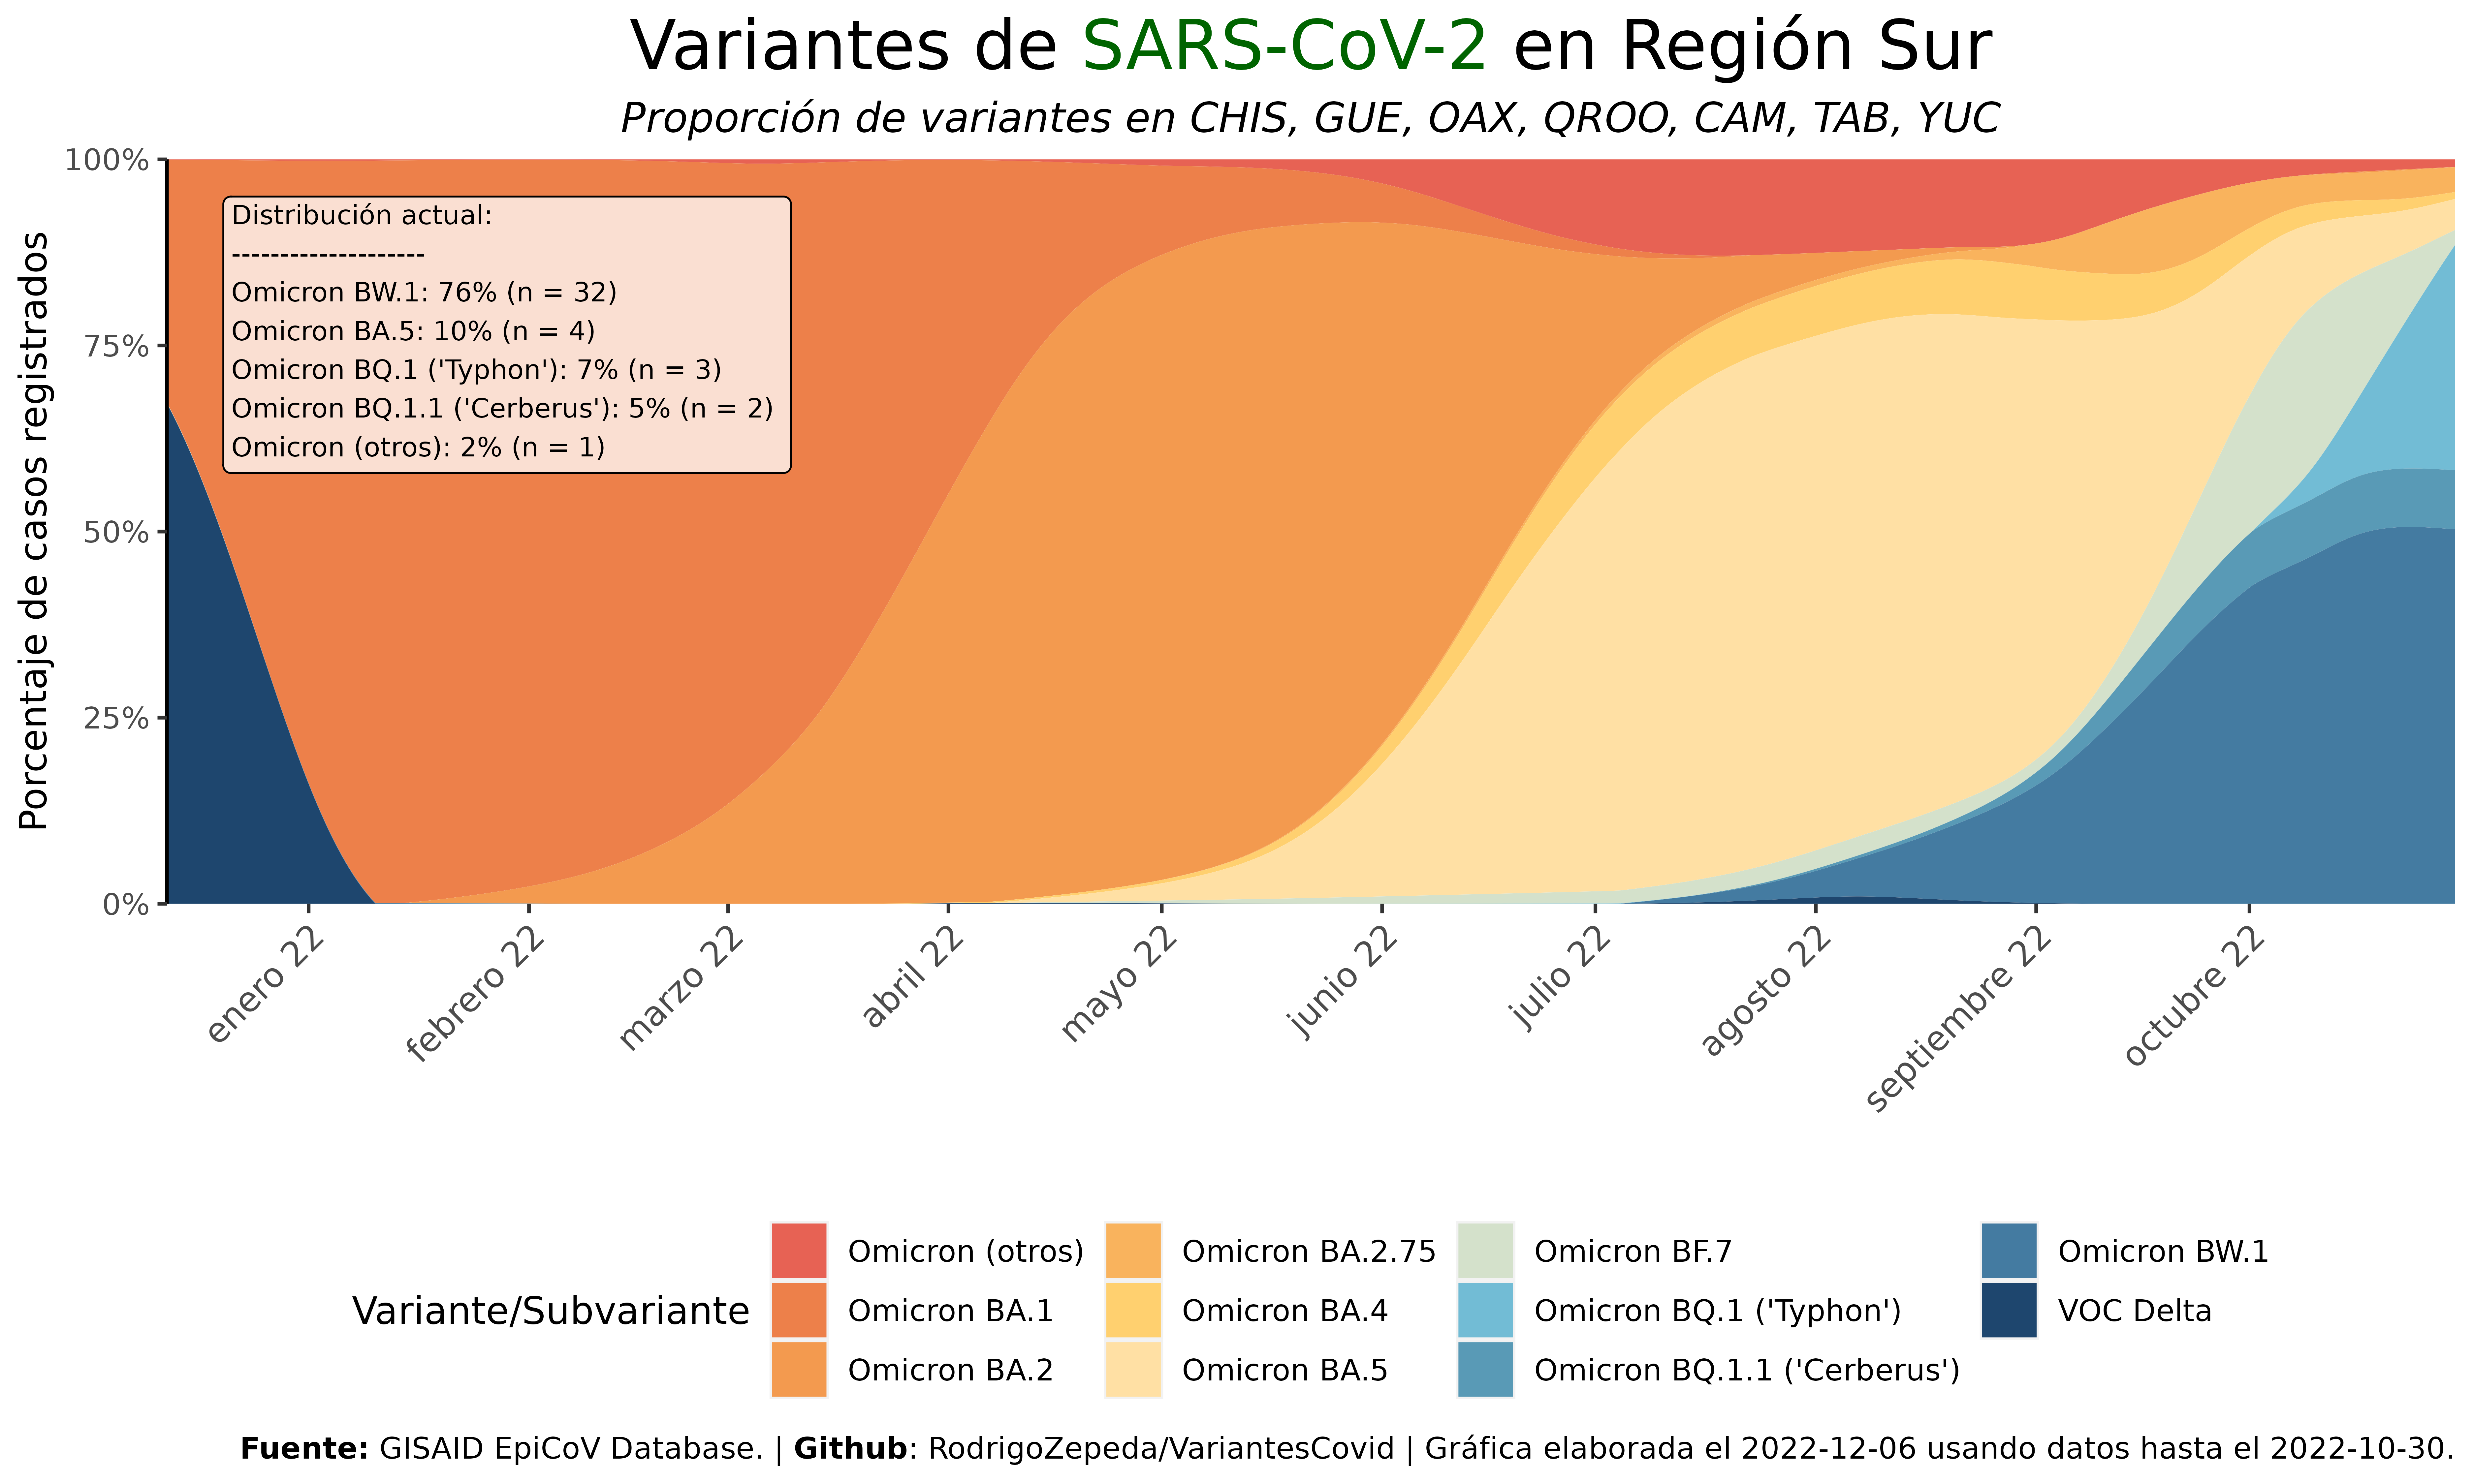 Variantes de SARS-CoV-2 en Región Sur
Proporción de variantes en CHIS, GUE, OAX, QROO, CAM, TAB, YUC
Porcentaje de casos registrados
100%
75%
50%
25%
0%
Distribución actual:
--------------------
Omicron BW.1: 76% (n = 32)
Omicron BA.5: 10% (n = 4)
Omicron BQ.1 ('Typhon'): 7% (n = 3)
Omicron BQ.1.1 ('Cerberus'): 5% (n = 2)
Omicron (otros): 2% (n = 1)
enero 22
febrero 22
marzo 22
abril 22
mayo 22
junio 22
julio 22
agosto 22
septiembre 22
octubre 22
Variante/Subvariante
Omicron (otros)
Omicron BA.1
Omicron BA.2
Omicron BA.2.75
Omicron BA.4
Omicron BA.5
Omicron BF.7
Omicron BQ.1 ('Typhon')
Omicron BQ.1.1 ('Cerberus')
Omicron BW.1
VOC Delta
Fuente: GISAID EpiCoV Database. | Github: RodrigoZepeda/VariantesCovid | Gráfica elaborada el 2022-12-06 usando datos hasta el 2022-10-30.